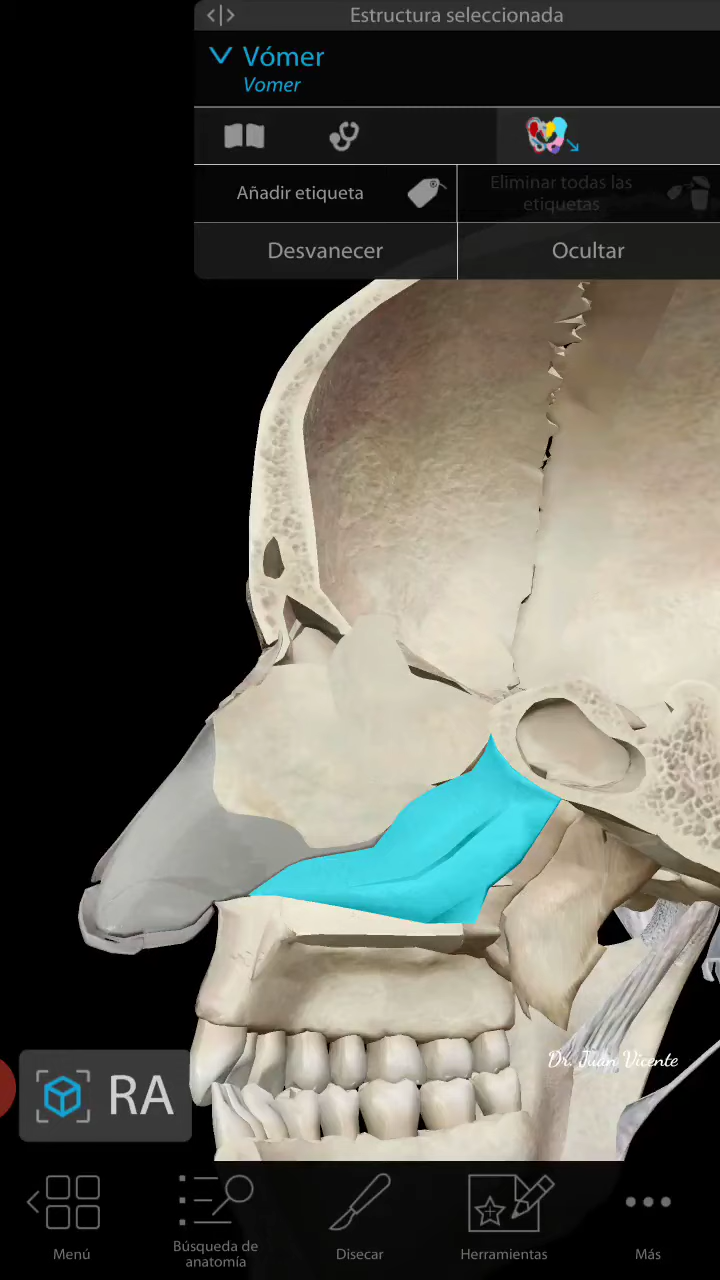 Estructura seleccionada
Vómer
Vomer
Añadir etiqueta
Eliminar todas las
etiquetas
Desvanecer
Ocultar
Dr. Juan Vicente
RA
Menú
Búsqueda de
anatomía
Disecar
Herramientas
Más